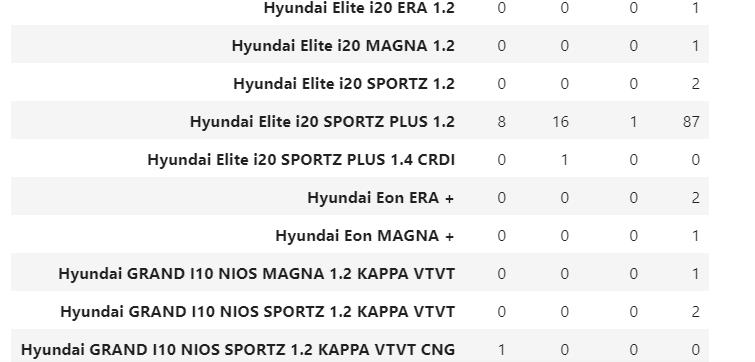 Hyundai Elite i20 ERA 1.2 0 0 0 1
Hyundai Elite i20 MAGNA 1.2 0 0 0 1
Hyundai Elite i20 SPORTZ 1.2 0 0 0 2
Hyundai Elite i20 SPORTZ PLUS 1.2 8 16 1 87
Hyundai Elite i20 SPORTZ PLUS 1.4 CRDI 0 1 0 0
Hyundai Eon ERA + 0 0 0 2
Hyundai Eon MAGNA + 0 0 0 1
Hyundai GRAND I10 NIOS MAGNA 1.2 KAPPA VTVT 0 0 0 1
Hyundai GRAND I10 NIOS SPORTZ 1.2 KAPPA VTVT 0 0 0 2
Hyundai GRAND I10 NIOS SPORTZ 1.2 KAPPA VTVT CNG 1 0 0 0